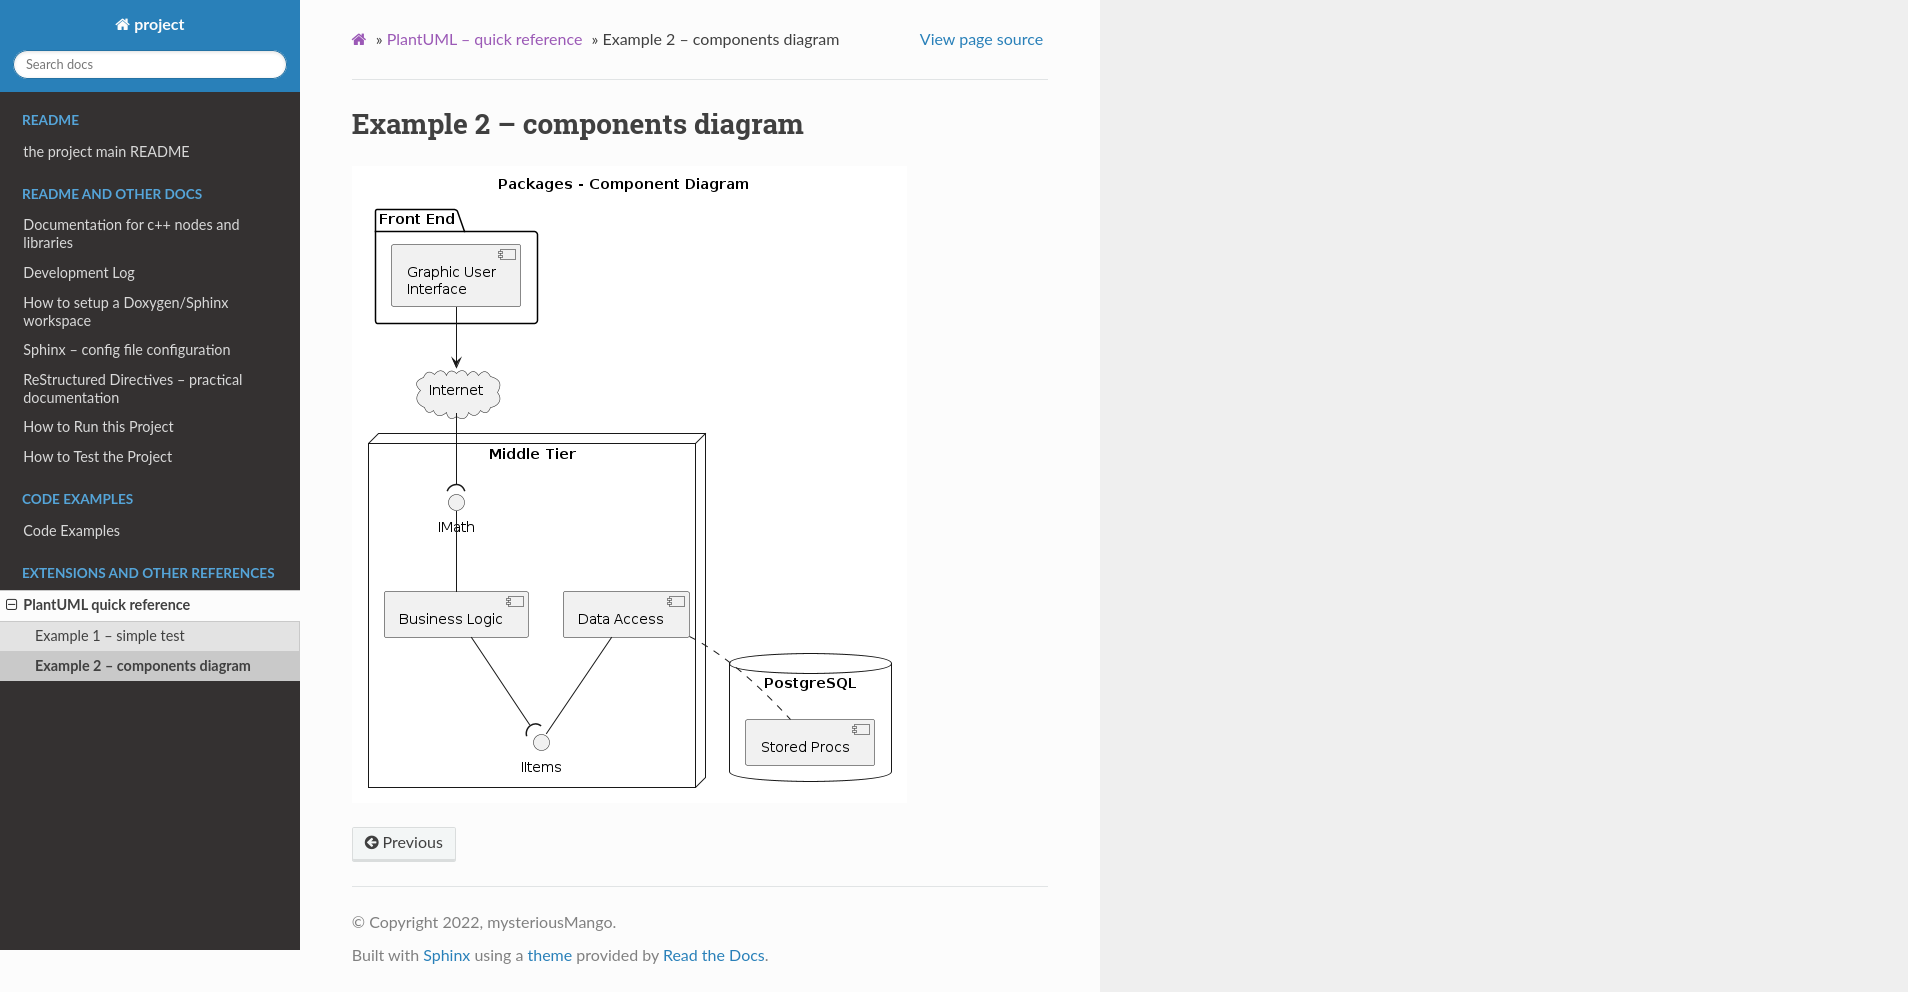 project
Search docs
README
the project main README
README AND OTHER DOCS
Documentation for c++ nodes and
libraries
Development Log
How to setup a Doxygen/Sphinx
workspace
Sphinx – config file configuration
ReStructured Directives – practical
documentation
How to Run this Project
How to Test the Project
CODE EXAMPLES
Code Examples
EXTENSIONS AND OTHER REFERENCES
PlantUML quick reference
Example 1 – simple test
Example 2 – components diagram
» PlantUML – quick reference » Example 2 – components diagram
View page source
Example 2 – components diagram
Packages - Component Diagram
Front End
Graphic User
Interface
Internet
Middle Tier
IMath
Business Logic
Data Access
PostgreSQL
Stored Procs
IItems
Previous
© Copyright 2022, mysteriousMango.
Built with Sphinx using a theme provided by Read the Docs.